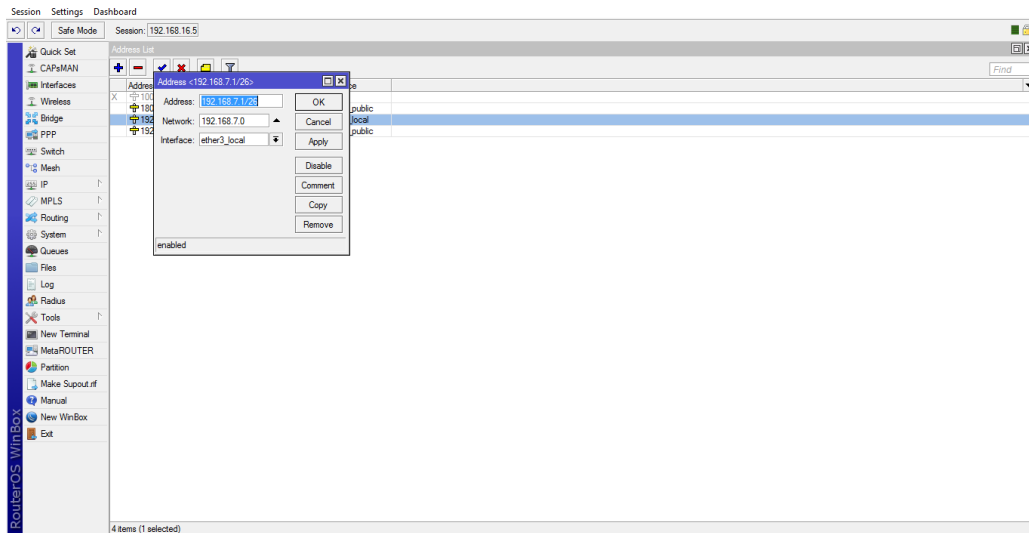 Session Settings Dashboard
Safe Mode Session: 192.168.16.5
Quick Set
CAPsMAN
Interfaces
Wireless
Bridge
PPP
Switch
Mesh
IP
MPLS
Routing
System
Queues
Files
Log
Radius
Tools
New Terminal
MetaROUTER
Partition
Make Supout.rif
Manual
New WinBox
Exit
RouterOS WinBox
Address List
Find
X
_public
_local
_public
Address <192.168.7.1/26>
Address: 192.168.7.1/26
Network: 192.168.7.0
Interface: ether3_local
OK
Cancel
Apply
Disable
Comment
Copy
Remove
enabled
4 items (1 selected)